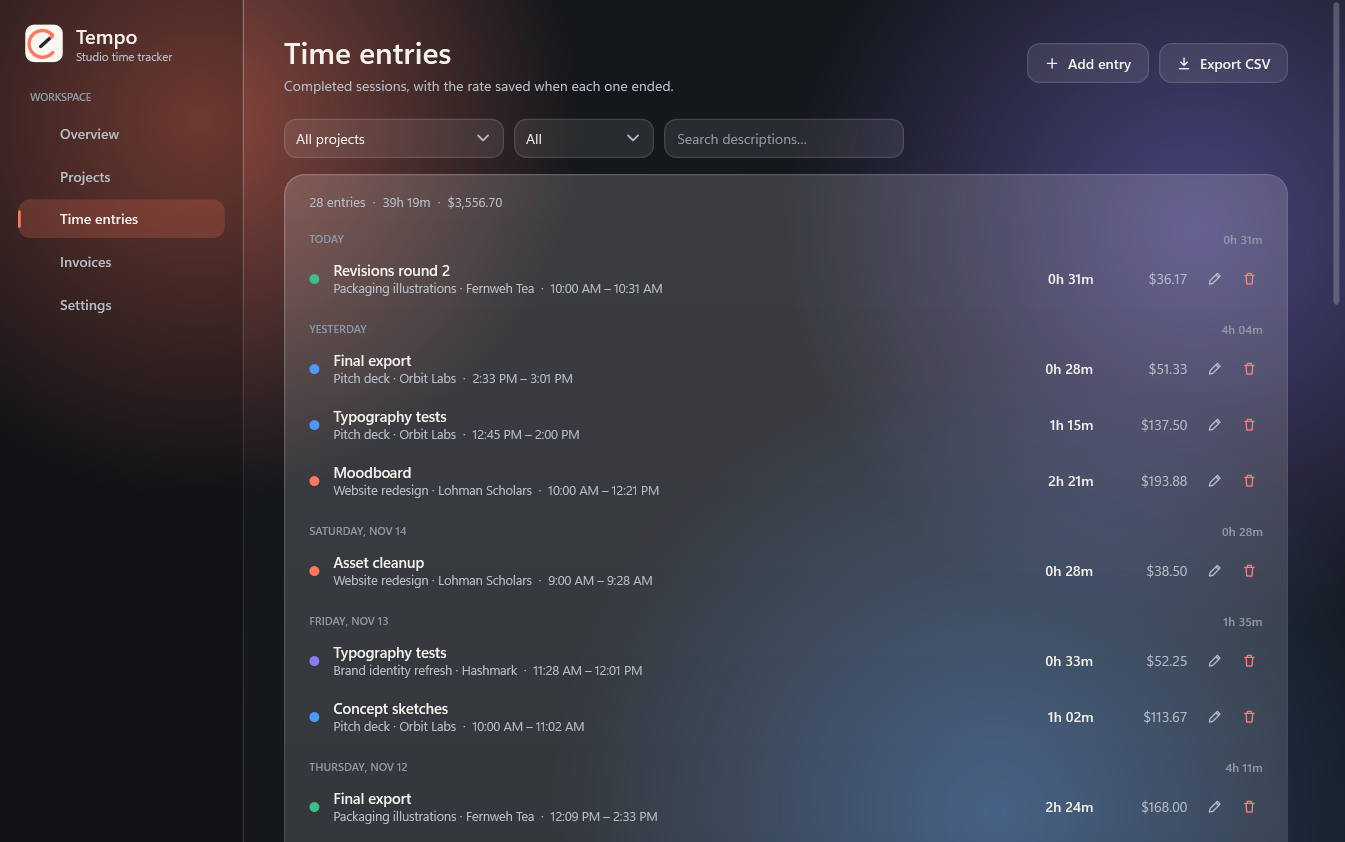 Tempo
Studio time tracker
WORKSPACE
Overview
Projects
Time entries
Invoices
Settings
Time entries
Completed sessions, with the rate saved when each one ended.
Add entry
Export CSV
All projects
All
Search descriptions...
28 entries · 39h 19m · $3,556.70
TODAY 0h 31m
Revisions round 2
Packaging illustrations · Fernweh Tea · 10:00 AM – 10:31 AM
0h 31m $36.17
YESTERDAY 4h 04m
Final export
Pitch deck · Orbit Labs · 2:33 PM – 3:01 PM
0h 28m $51.33
Typography tests
Pitch deck · Orbit Labs · 12:45 PM – 2:00 PM
1h 15m $137.50
Moodboard
Website redesign · Lohman Scholars · 10:00 AM – 12:21 PM
2h 21m $193.88
SATURDAY, NOV 14 0h 28m
Asset cleanup
Website redesign · Lohman Scholars · 9:00 AM – 9:28 AM
0h 28m $38.50
FRIDAY, NOV 13 1h 35m
Typography tests
Brand identity refresh · Hashmark · 11:28 AM – 12:01 PM
0h 33m $52.25
Concept sketches
Pitch deck · Orbit Labs · 10:00 AM – 11:02 AM
1h 02m $113.67
THURSDAY, NOV 12 4h 11m
Final export
Packaging illustrations · Fernweh Tea · 12:09 PM – 2:33 PM
2h 24m $168.00